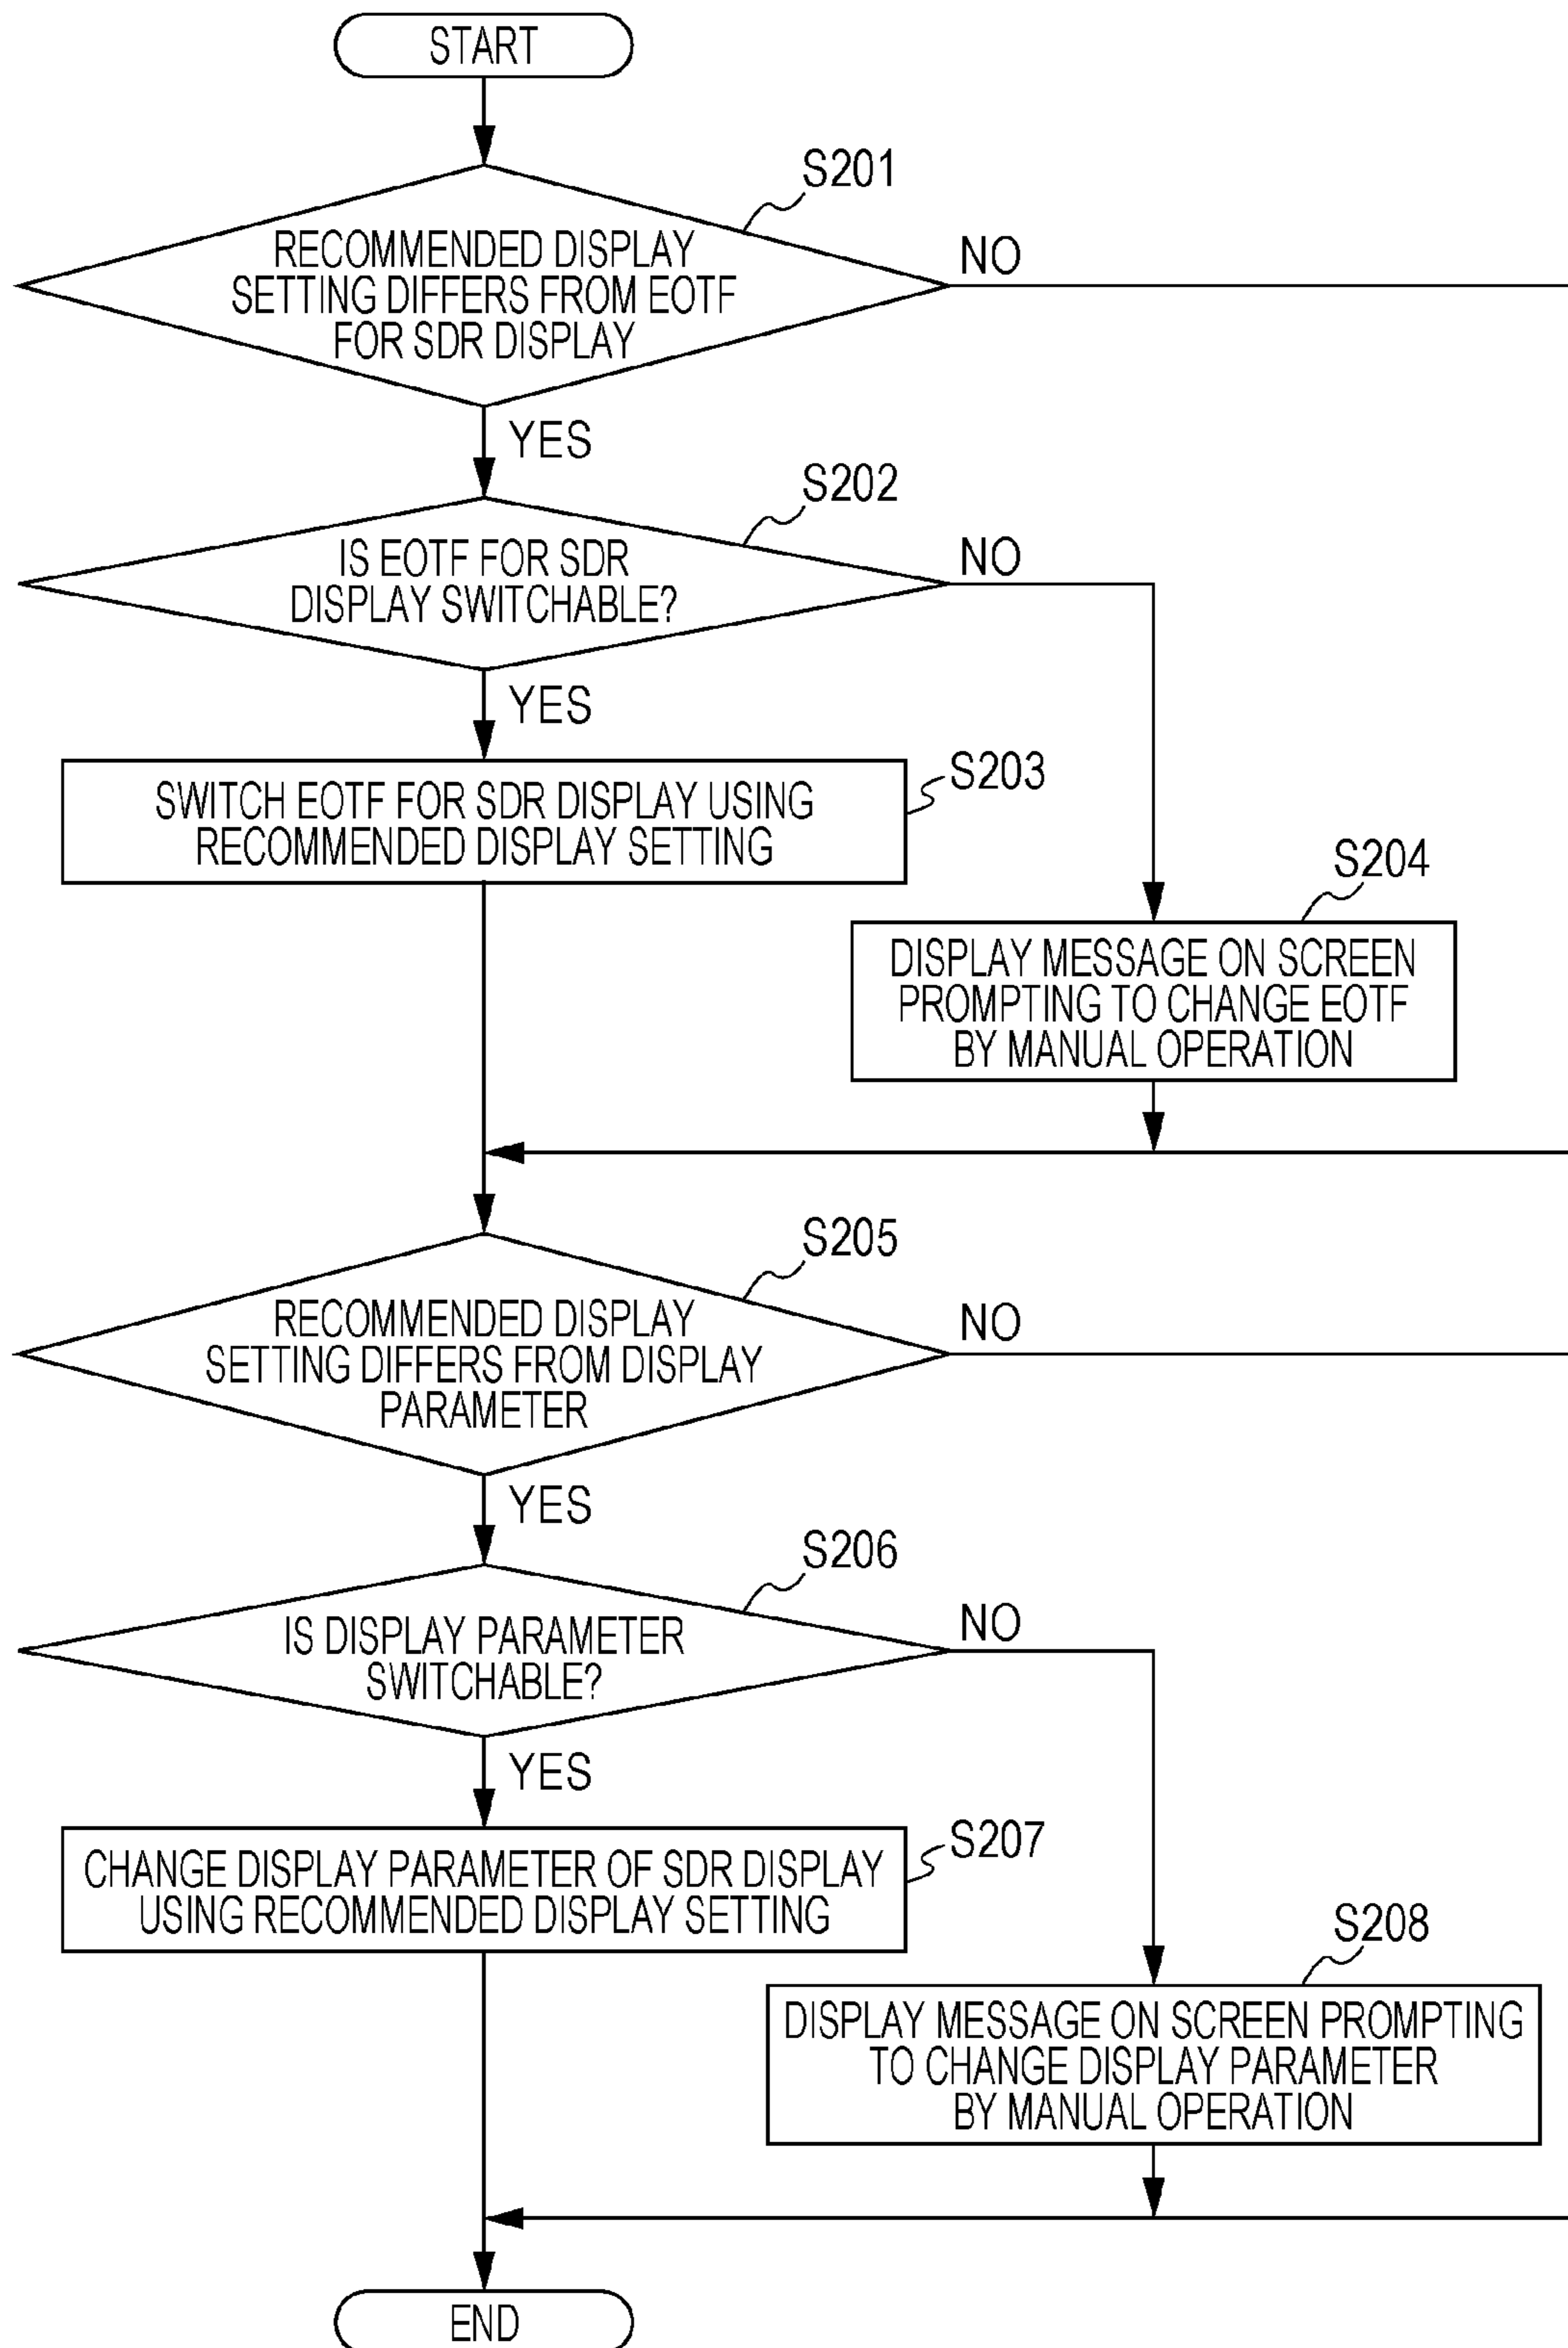 START
S201
RECOMMENDED DISPLAY
SETTING DIFFERS FROM EOTF
FOR SDR DISPLAY
NO
YES
S202
IS EOTF FOR SDR
DISPLAY SWITCHABLE?
NO
YES
S203
SWITCH EOTF FOR SDR DISPLAY USING
RECOMMENDED DISPLAY SETTING
S204
DISPLAY MESSAGE ON SCREEN
PROMPTING TO CHANGE EOTF
BY MANUAL OPERATION
S205
RECOMMENDED DISPLAY
SETTING DIFFERS FROM DISPLAY
PARAMETER
NO
YES
S206
IS DISPLAY PARAMETER
SWITCHABLE?
NO
YES
S207
CHANGE DISPLAY PARAMETER OF SDR DISPLAY
USING RECOMMENDED DISPLAY SETTING
S208
DISPLAY MESSAGE ON SCREEN PROMPTING
TO CHANGE DISPLAY PARAMETER
BY MANUAL OPERATION
END